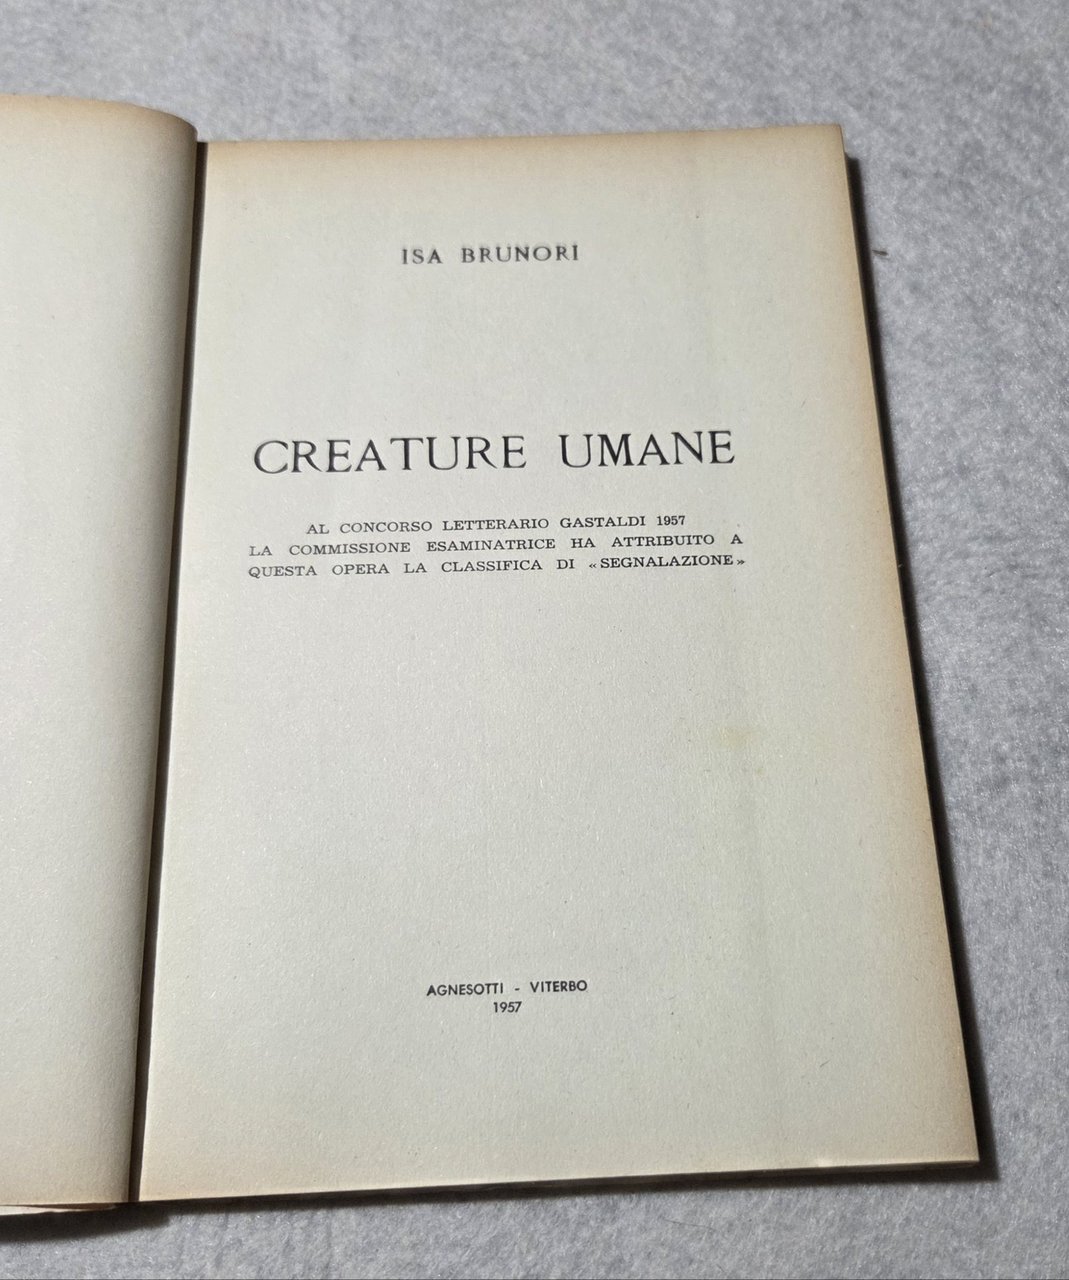 ISA BRUNORI
CREATURE UMANE
AL CONCORSO LETTERARIO GASTALDI 1957
LA COMMISSIONE ESAMINATRICE HA ATTRIBUITO A
QUESTA OPERA LA CLASSIFICA DI «SEGNALAZIONE»
AGNESOTTI - VITERBO
1957